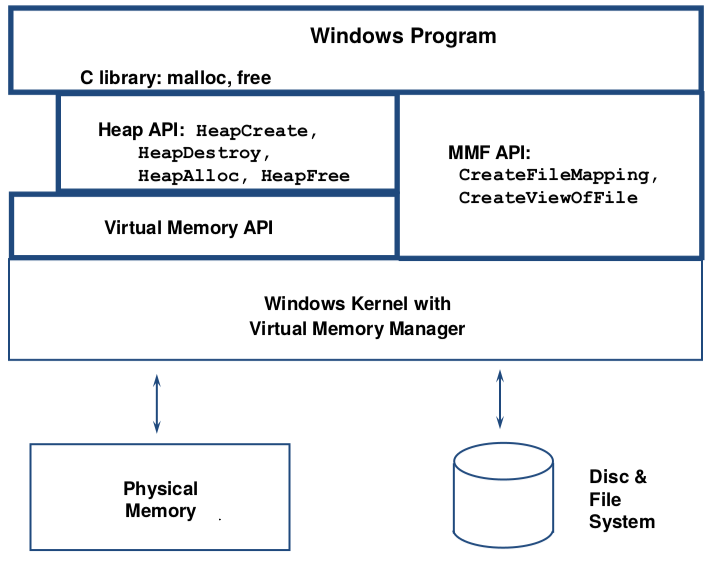 Windows Program
C library: malloc, free
Heap API: HeapCreate,
HeapDestroy,
HeapAlloc, HeapFree
MMF API:
CreateFileMapping,
CreateViewOfFile
Virtual Memory API
Windows Kernel with
Virtual Memory Manager
Physical
Memory .
Disc &
File
System